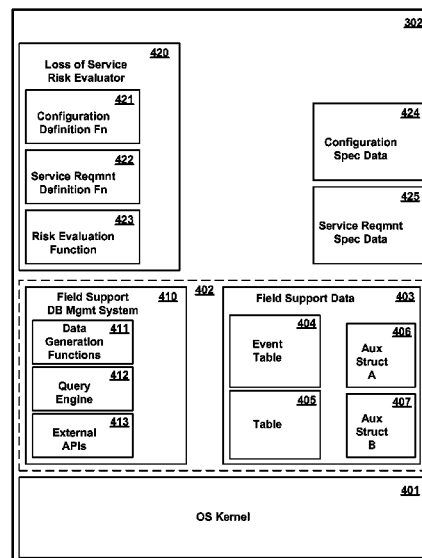 302
420
Loss of Service
Risk Evaluator
421
Configuration
Definition Fn
422
Service Reqmnt
Definition Fn
423
Risk Evaluation
Function
424
Configuration
Spec Data
425
Service Reqmnt
Spec Data
402
Field Support
DB Mgmt System
410
Data
Generation
Functions
411
Query
Engine
412
External
APIs
413
Field Support Data
403
404
Event
Table
405
Table
406
Aux
Struct
A
407
Aux
Struct
B
401
OS Kernel